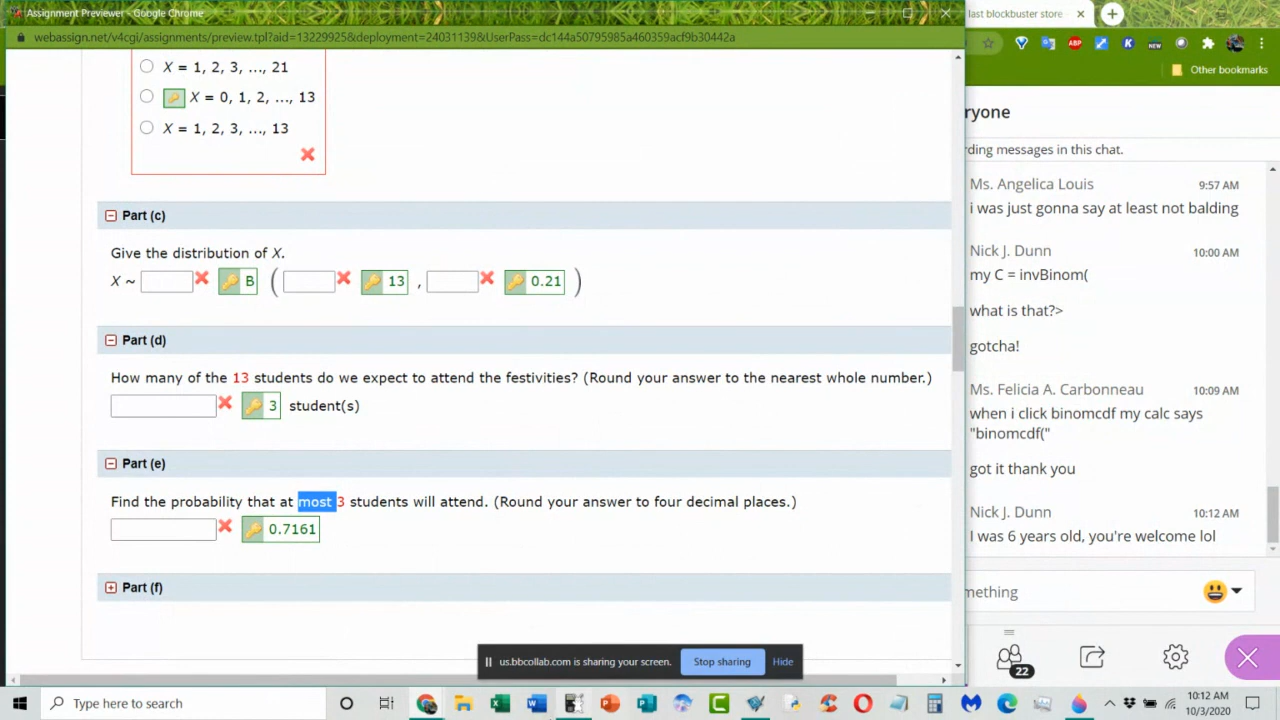 Assignment Previewer - Google Chrome
last blockbuster store
webassign.net/v4cgi/assignments/preview.tpl?aid=13229925&deployment=24031139&UserPass=dc144a50795985a460359acf9b30442a
Other bookmarks
X = 1, 2, 3, ..., 21
X = 0, 1, 2, ..., 13
X = 1, 2, 3, ..., 13
Part (c)
Give the distribution of X.
X ~ B ( 13 , 0.21 )
Part (d)
How many of the 13 students do we expect to attend the festivities? (Round your answer to the nearest whole number.)
3 student(s)
Part (e)
Find the probability that at most 3 students will attend. (Round your answer to four decimal places.)
0.7161
Part (f)
us.bbcollab.com is sharing your screen. Stop sharing Hide
ryone
rding messages in this chat.
Ms. Angelica Louis 9:57 AM
i was just gonna say at least not balding
Nick J. Dunn 10:00 AM
my C = invBinom(
what is that?>
gotcha!
Ms. Felicia A. Carbonneau 10:09 AM
when i click binomcdf my calc says
"binomcdf("
got it thank you
Nick J. Dunn 10:12 AM
I was 6 years old, you're welcome lol
mething
22
Type here to search
10:12 AM
10/3/2020